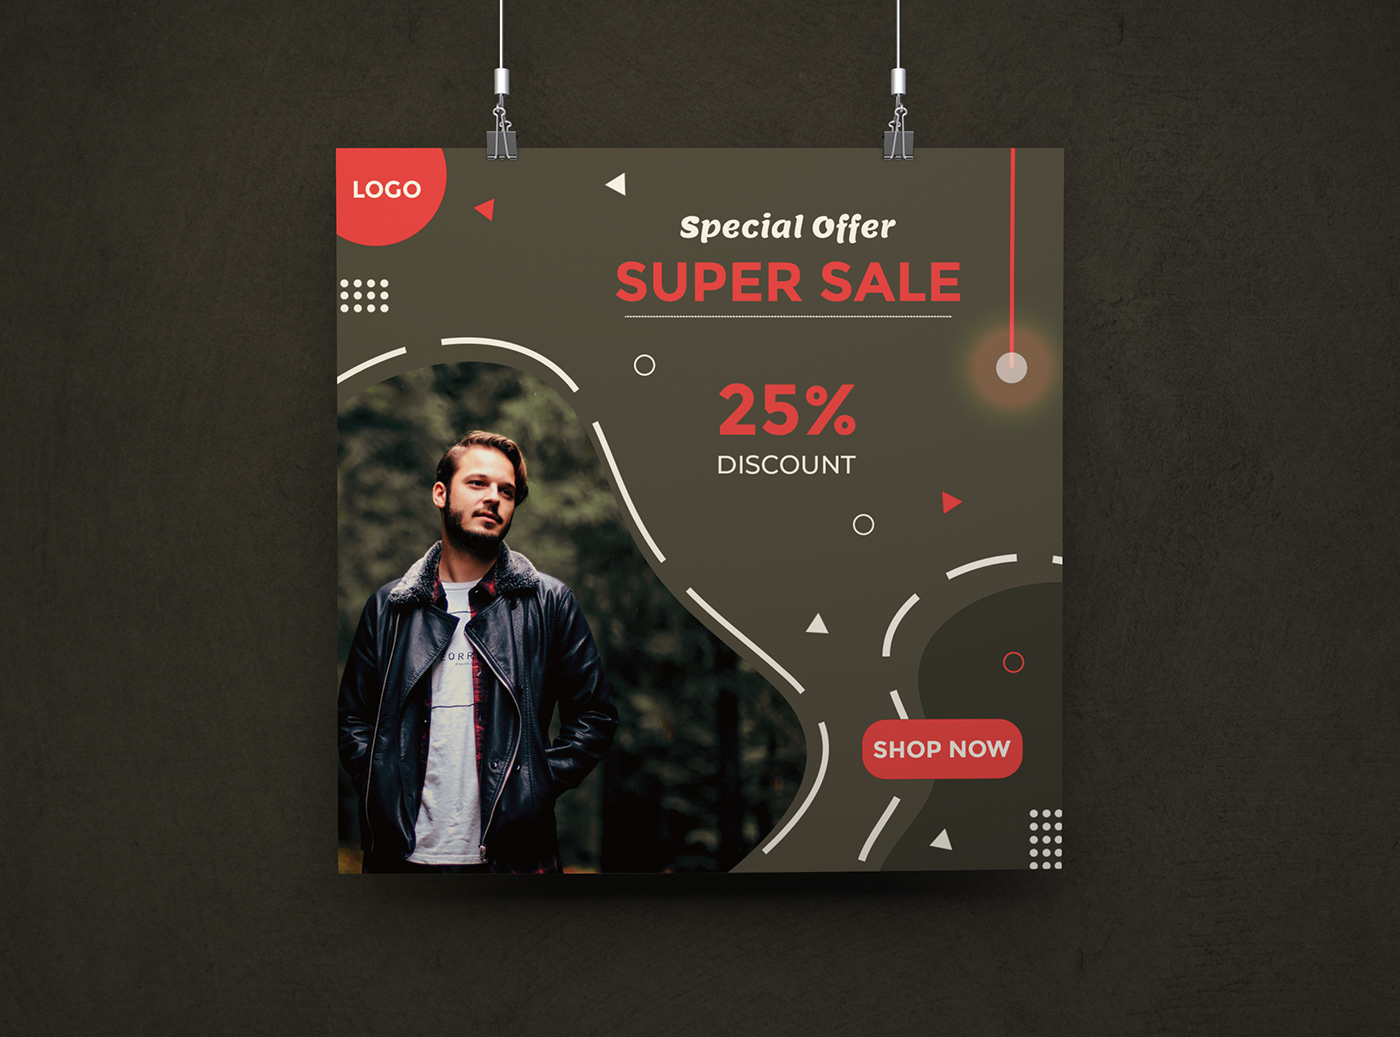 LOGO
Special Offer
SUPER SALE
25%
DISCOUNT
SHOP NOW